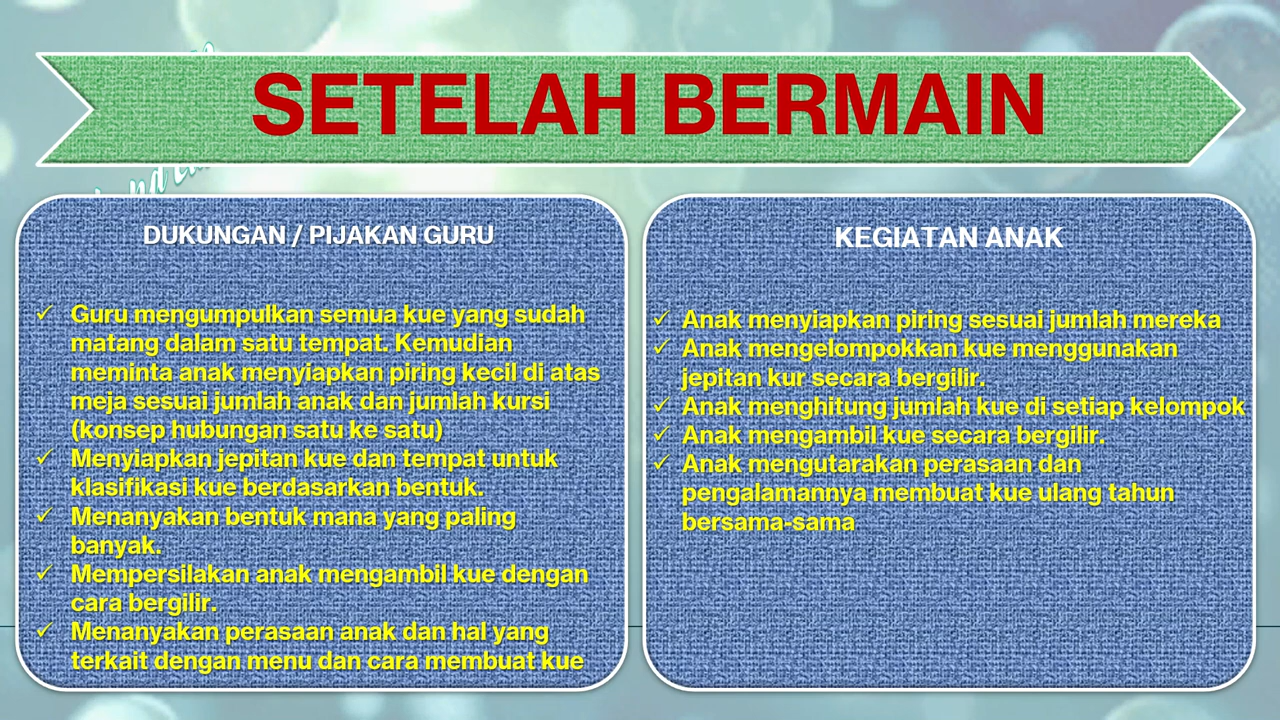 SETELAH BERMAIN
DUKUNGAN / PIJAKAN GURU
✓ Guru mengumpulkan semua kue yang sudah
matang dalam satu tempat. Kemudian
meminta anak menyiapkan piring kecil di atas
meja sesuai jumlah anak dan jumlah kursi
(konsep hubungan satu ke satu)
✓ Menyiapkan jepitan kue dan tempat untuk
klasifikasi kue berdasarkan bentuk.
✓ Menanyakan bentuk mana yang paling
banyak.
✓ Mempersilakan anak mengambil kue dengan
cara bergilir.
✓ Menanyakan perasaan anak dan hal yang
terkait dengan menu dan cara membuat kue
KEGIATAN ANAK
✓ Anak menyiapkan piring sesuai jumlah mereka
✓ Anak mengelompokkan kue menggunakan
jepitan kur secara bergilir.
✓ Anak menghitung jumlah kue di setiap kelompok
✓ Anak mengambil kue secara bergilir.
✓ Anak mengutarakan perasaan dan
pengalamannya membuat kue ulang tahun
bersama-sama